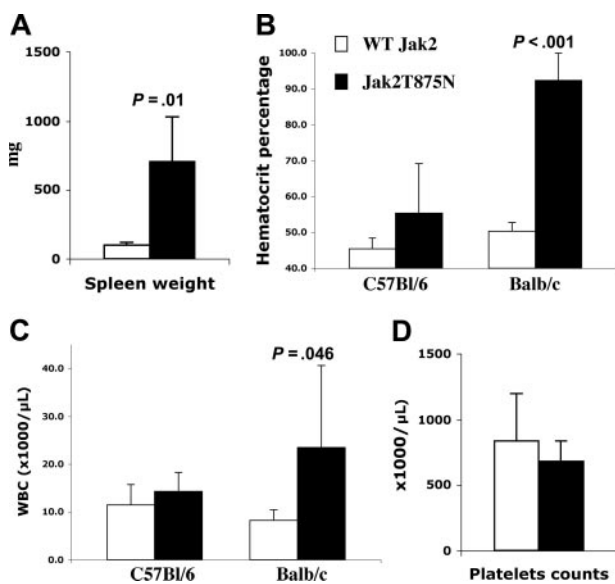 A
1500
1000
500
0
mg
P = .01
Spleen weight
B
WT Jak2
Jak2T875N
P < .001
100.0
90.0
80.0
70.0
60.0
50.0
40.0
Hematocrit percentage
C57Bl/6 Balb/c
C
40.0
30.0
20.0
10.0
0.0
WBC (x1000/µL)
P = .046
C57Bl/6 Balb/c
D
1500
1000
500
0
x1000/µL)
Platelets counts